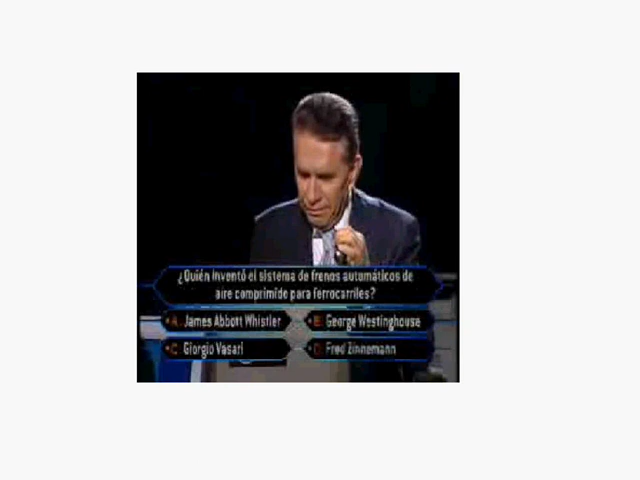 ¿Quién inventó el sistema de frenos automáticos de
aire comprimido para ferrocarriles?
A. James Abbott Whistler
B. George Westinghouse
C. Giorgio Vasari
D. Fred Zinnemann